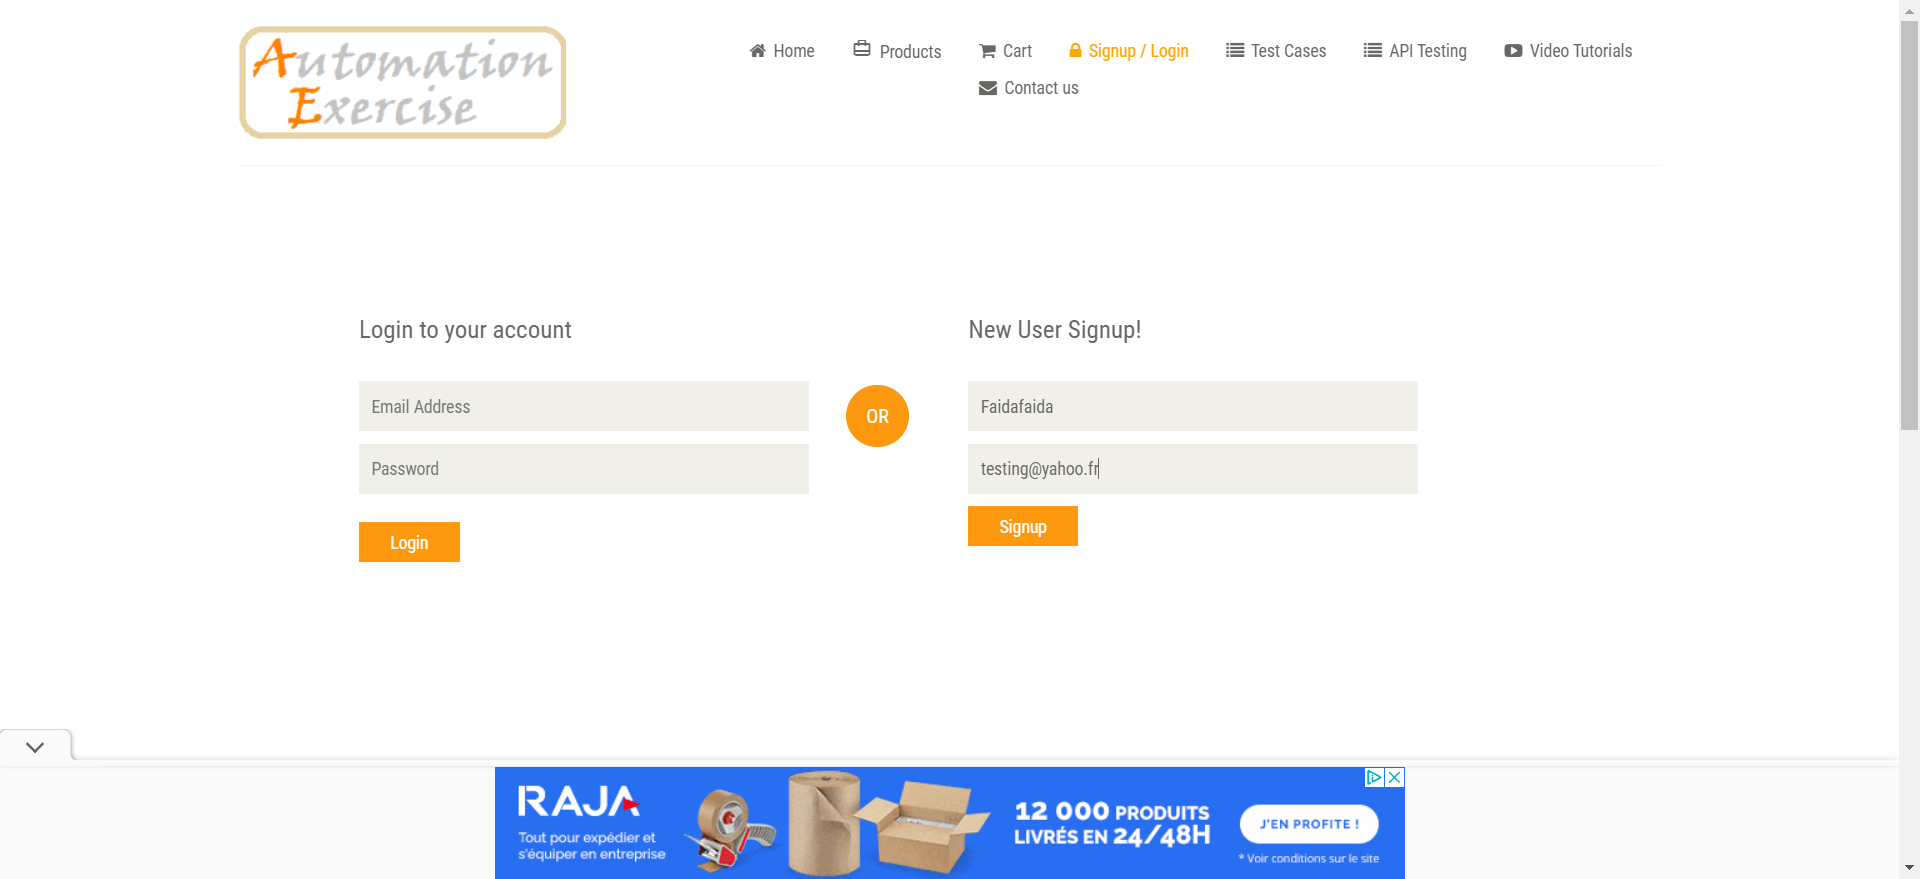 Automation
Exercise
Home
Products
Cart
Signup / Login
Test Cases
API Testing
Video Tutorials
Contact us
Login to your account
Email Address
Password
Login
OR
New User Signup!
Faidafaida
testing@yahoo.fr
Signup
RAJA
Tout pour expédier et
s'équiper en entreprise
12 000 PRODUITS
LIVRÉS EN 24/48H
J'EN PROFITE !
* Voir conditions sur le site